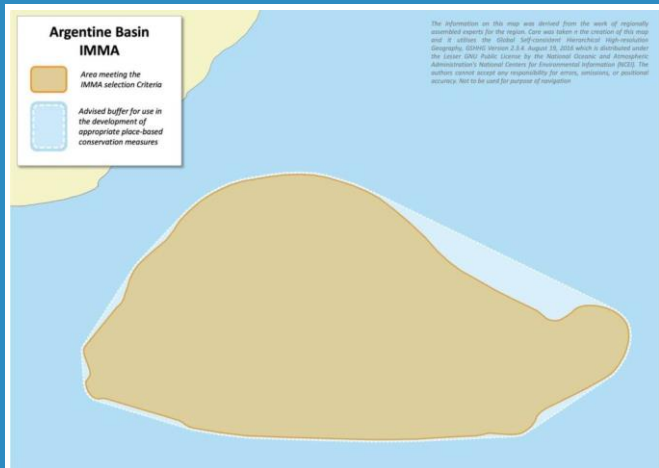 Argentine Basin
IMMA
Area meeting the
IMMA selection Criteria
Advised buffer for use in
the development of
appropriate place-based
conservation measures
The information on this map was derived from the work of regionally
assembled experts for the region. Care was taken n the creation of this map
and it utilises the Global Self-consistent Hierarchical High-resolution
Geography, GSHHG Version 2.3.6 August 19, 2016 which is distributed under
the Lesser GNU Public License by the National Oceanic and Atmospheric
Administration's National Centers for Environmental Information (NCEI). The
authors cannot accept any responsibility for errors, omissions, or positional
accuracy. Not to be used for purpose of navigation